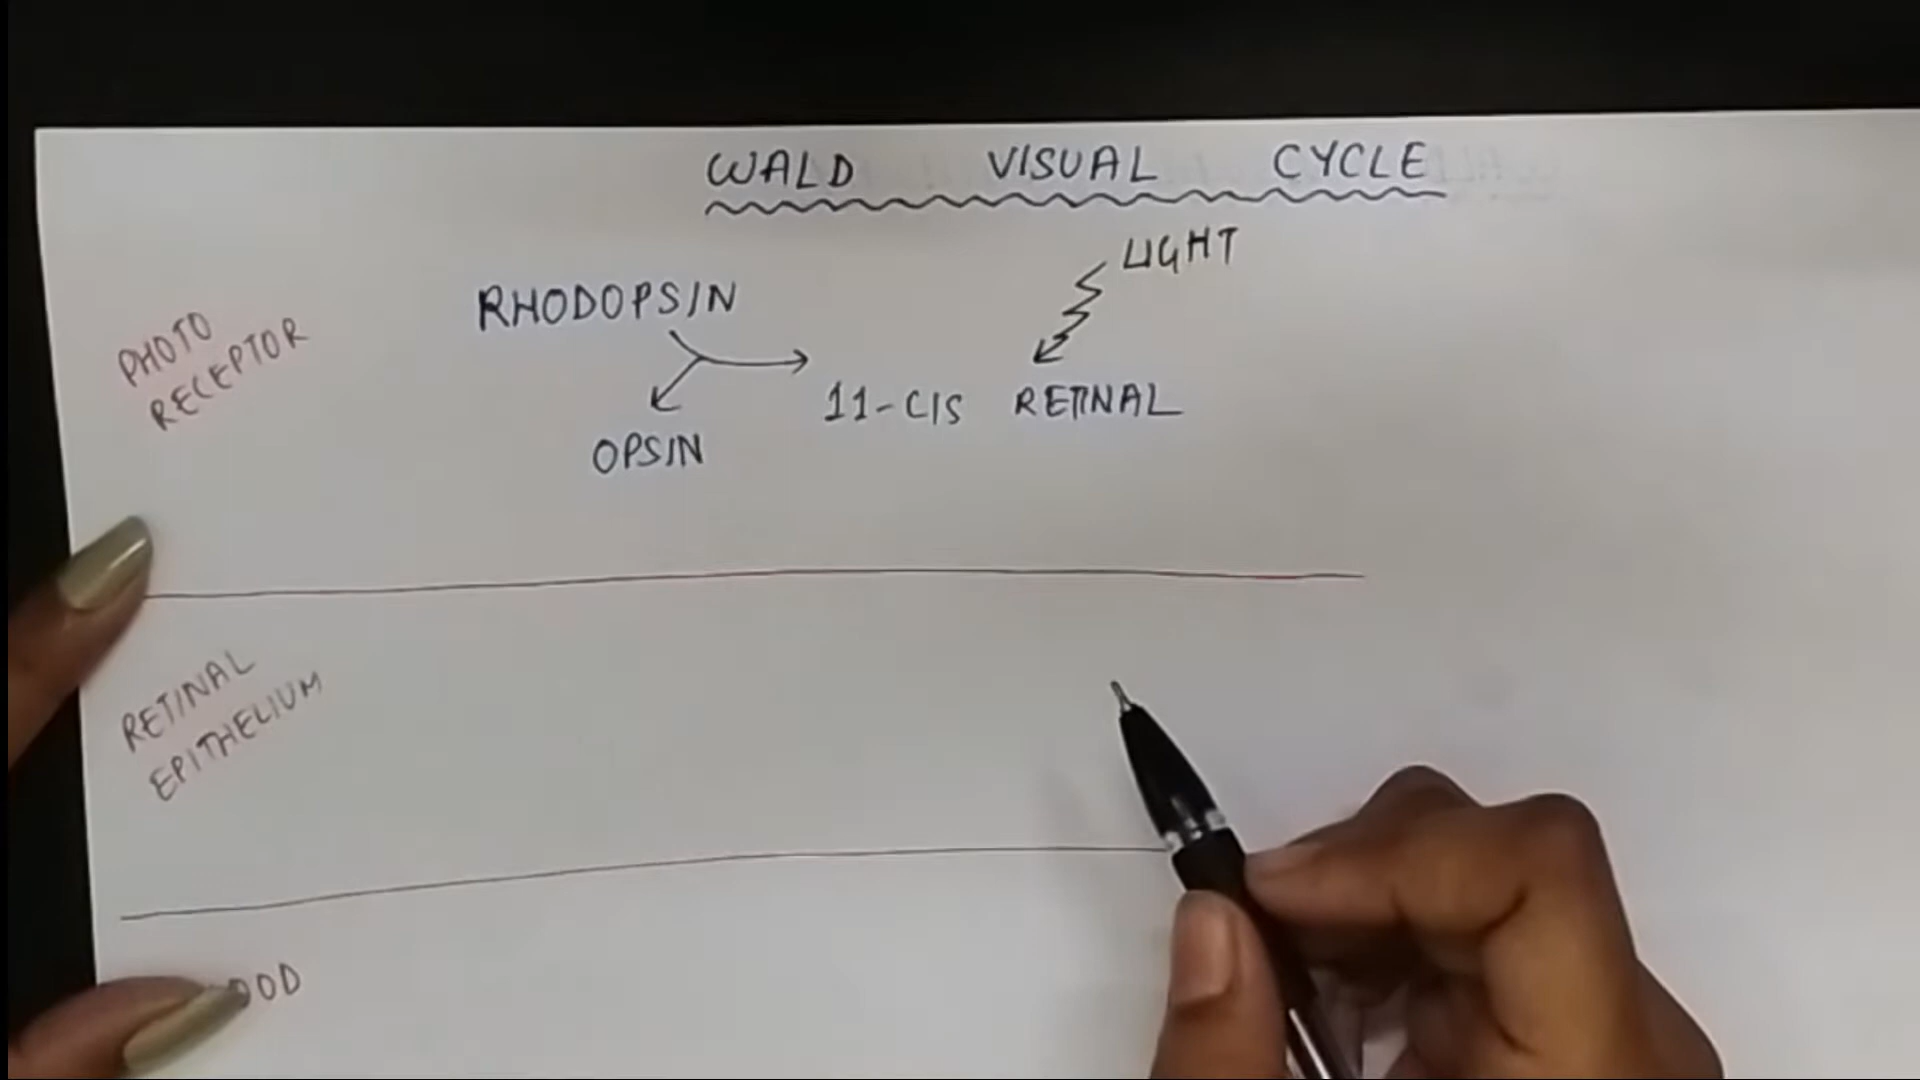 WALD VISUAL CYCLE
LIGHT
RHODOPSIN
PHOTO
RECEPTOR
11-CIS RETINAL
OPSIN
RETINAL
EPITHELIUM